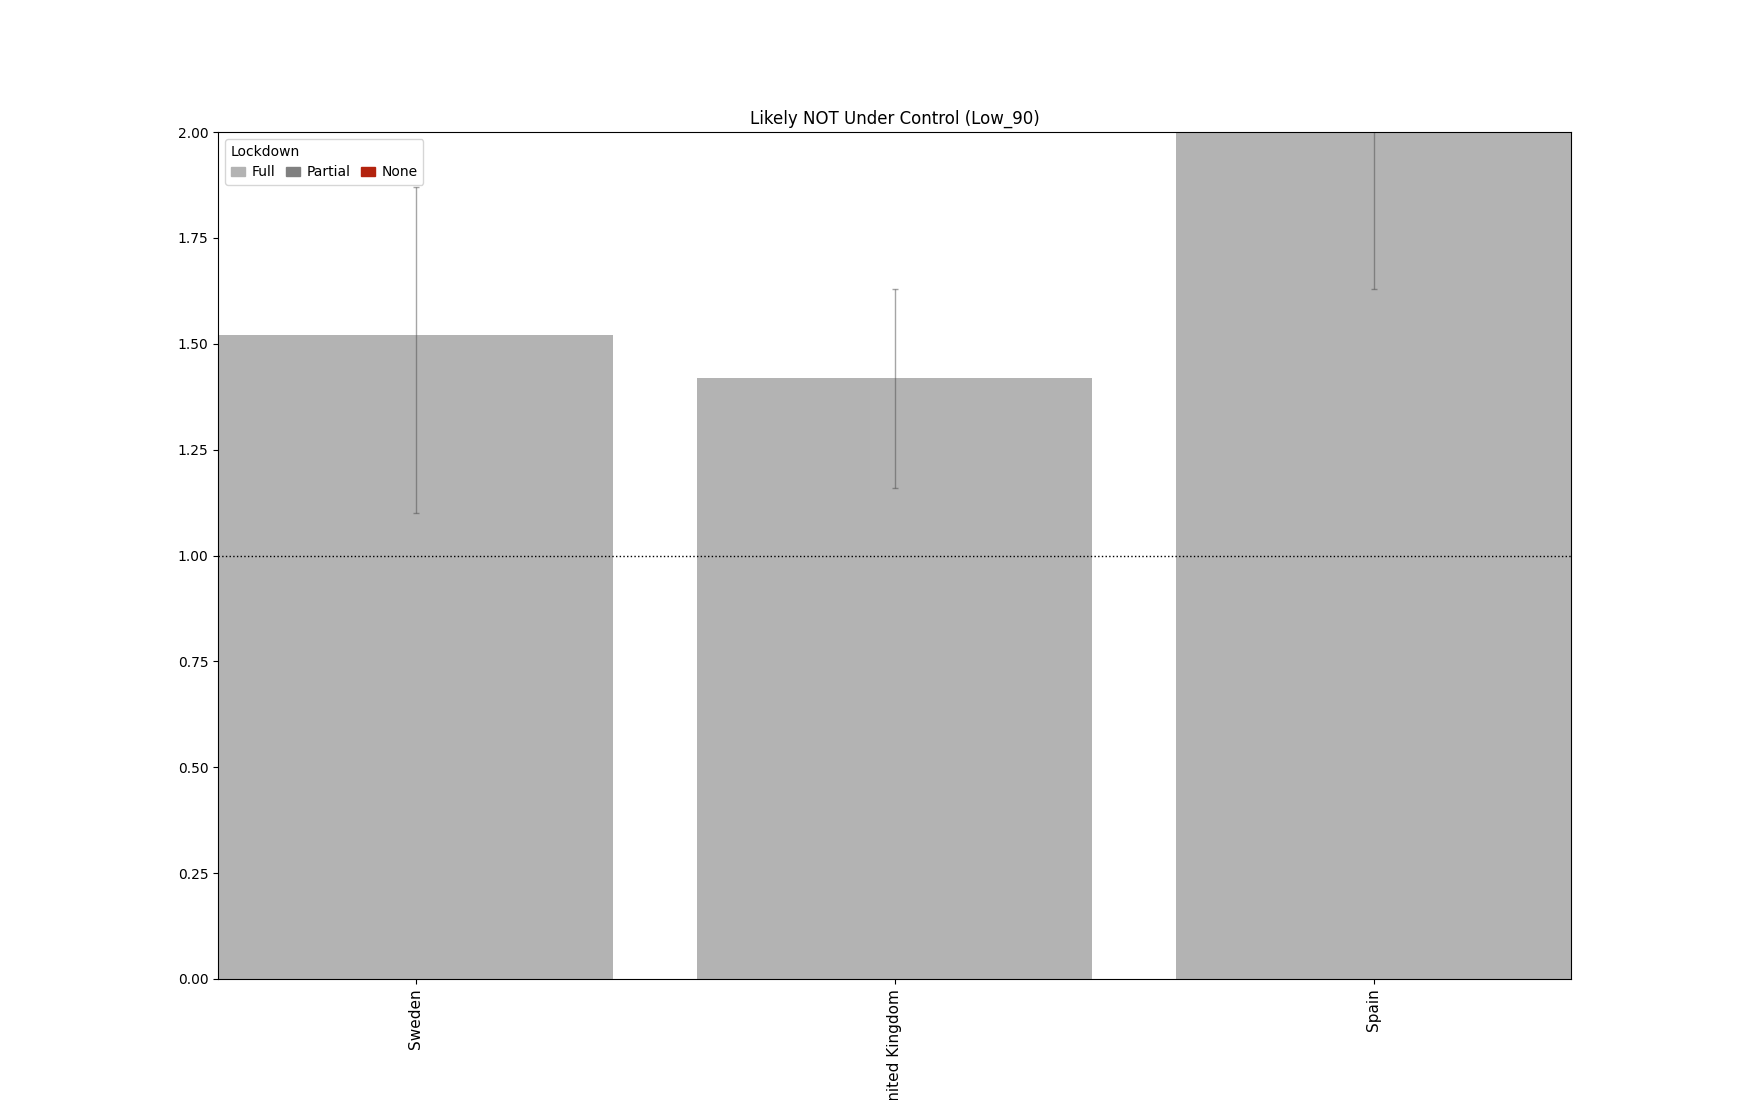 Likely NOT Under Control (Low_90)
2.00
Lockdown
Full Partial None
1.75
1.50
1.25
1.00
0.75
0.50
0.25
0.00
Sweden
nited Kingdom
Spain